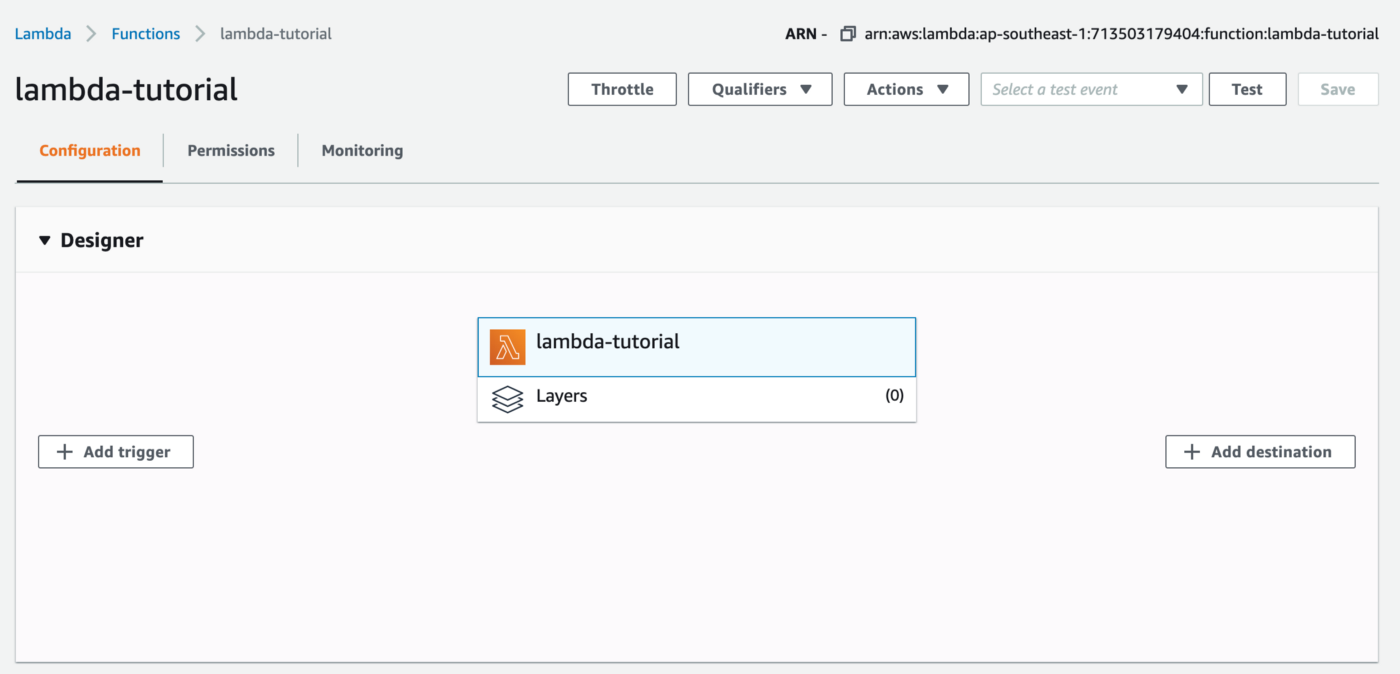 Lambda > Functions > lambda-tutorial
ARN - arn:aws:lambda:ap-southeast-1:713503179404:function:lambda-tutorial
lambda-tutorial
Throttle
Qualifiers
Actions
Select a test event
Test
Save
Configuration
Permissions
Monitoring
Designer
lambda-tutorial
Layers (0)
Add trigger
Add destination